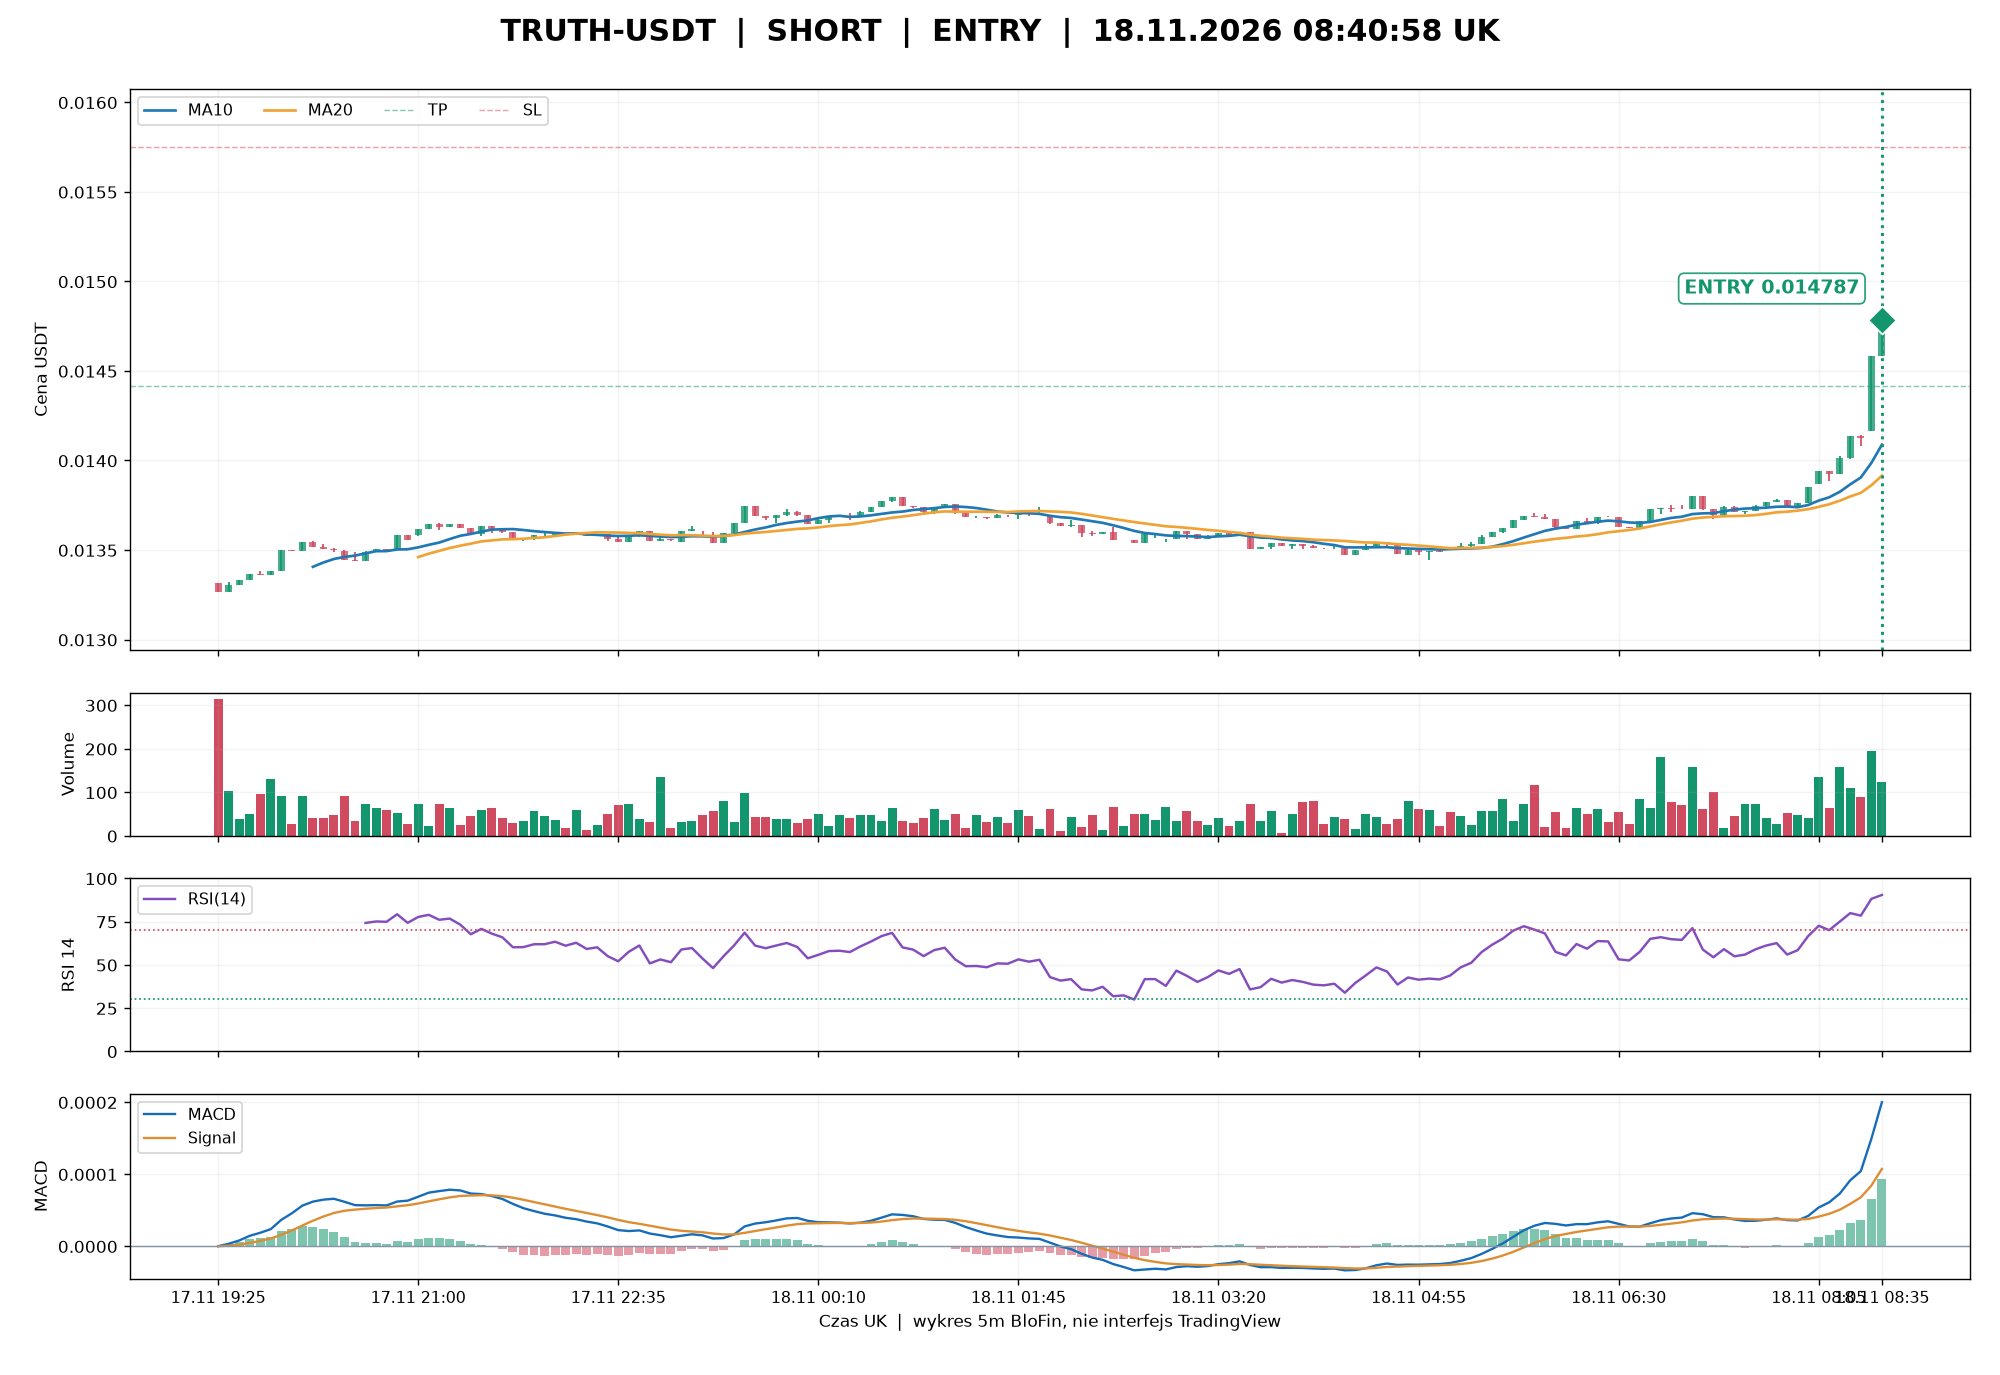 TRUTH-USDT | SHORT | ENTRY | 18.11.2026 08:40:58 UK
MA10 MA20 TP SL
0.0160
0.0155
0.0150
0.0145
0.0140
0.0135
0.0130
Cena USDT
ENTRY 0.014787
300
200
100
0
Volume
RSI(14)
100
75
50
25
0
RSI 14
MACD
Signal
0.0002
0.0001
0.0000
MACD
17.11 19:25 17.11 21:00 17.11 22:35 18.11 00:10 18.11 01:45 18.11 03:20 18.11 04:55 18.11 06:30 18.11 08:05 18.11 08:35
Czas UK | wykres 5m BloFin, nie interfejs TradingView